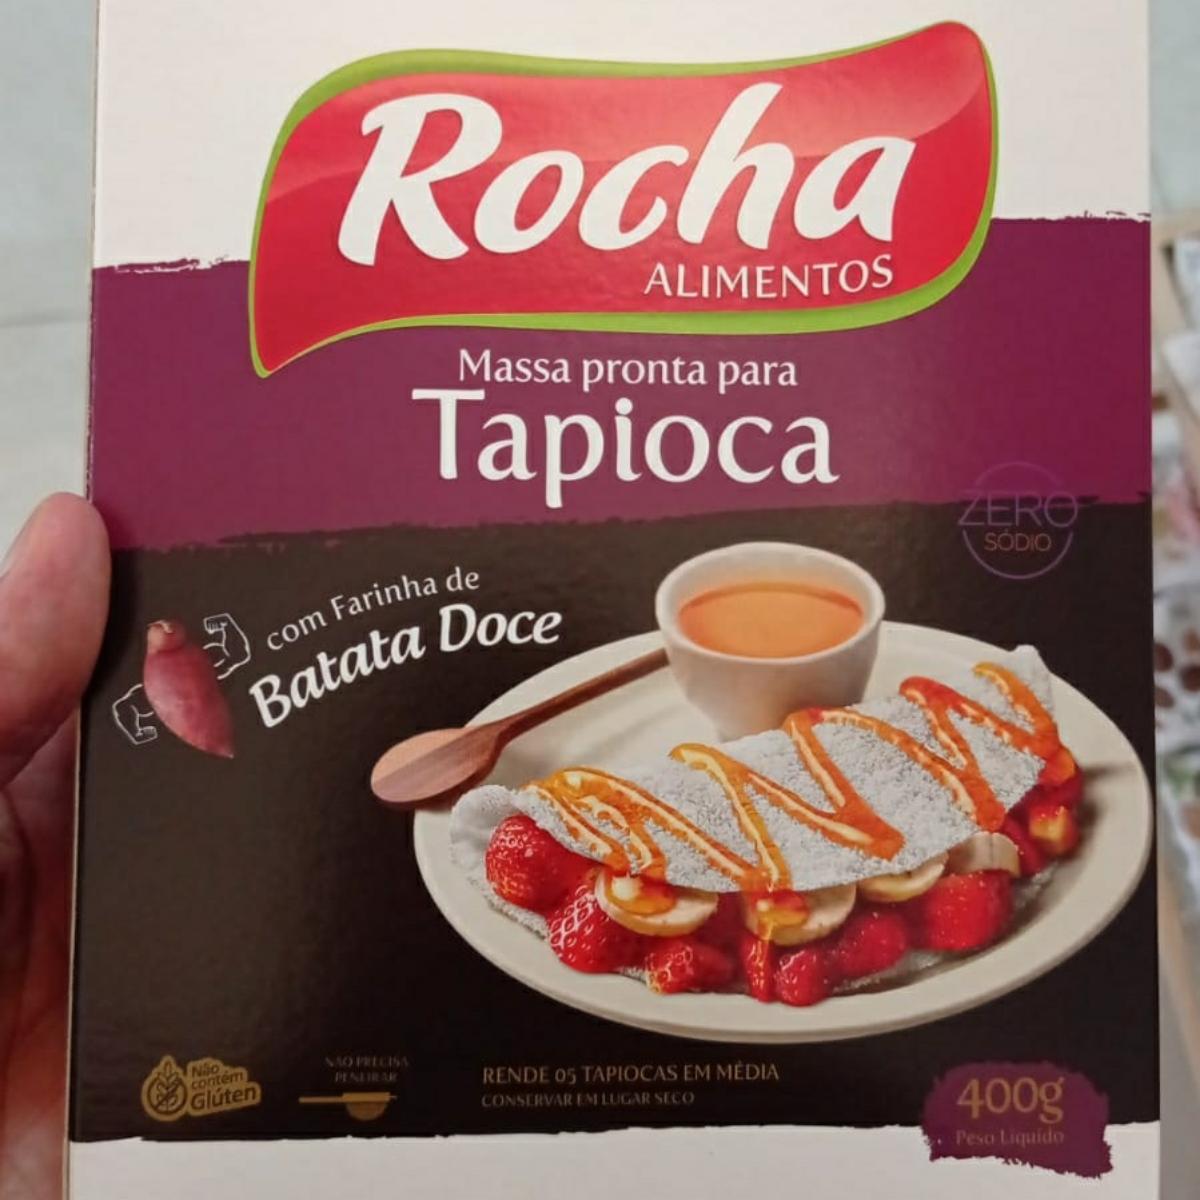 Rocha
ALIMENTOS
Massa pronta para
Tapioca
ZERO
SÓDIO
com Farinha de
Batata Doce
Não
contém
Glúten
NÃO PRECISA
PENEIRAR
RENDE 05 TAPIOCAS EM MÉDIA
CONSERVAR EM LUGAR SECO
400g
Peso Líquido